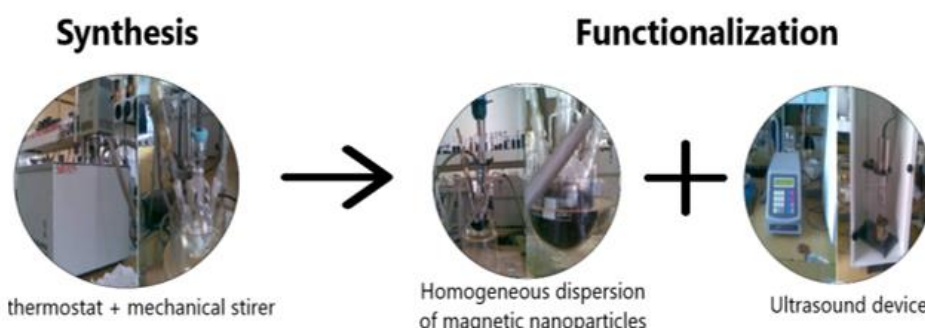 Synthesis
Functionalization
thermostat + mechanical stirer
Homogeneous dispersion
of magnetic nanoparticles
Ultrasound device